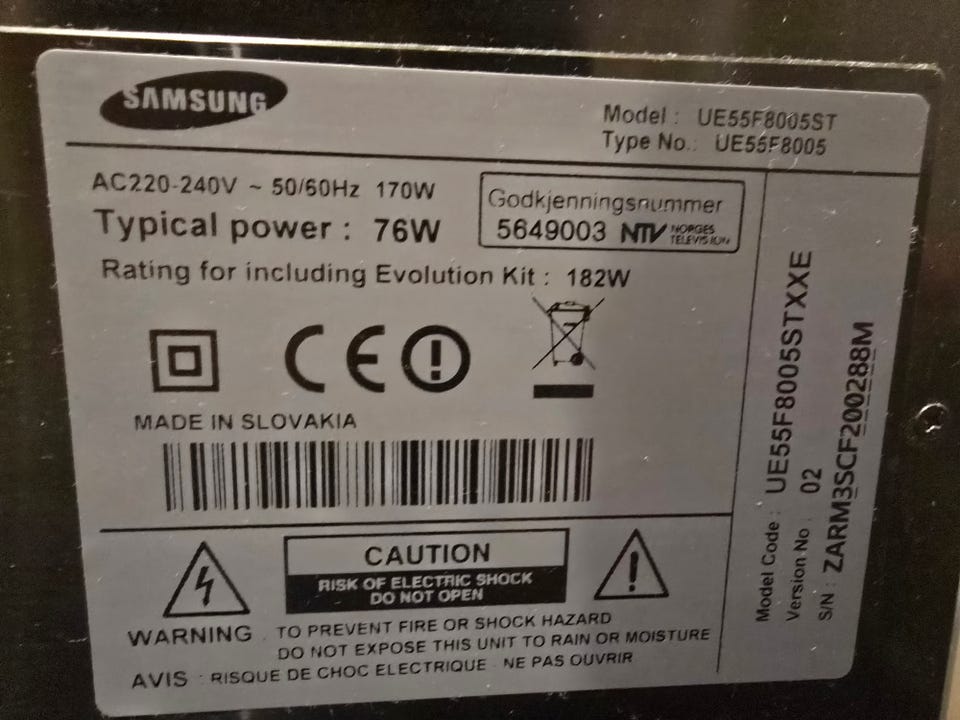 SAMSUNG
Model : UE55F8005ST
Type No.: UE55F8005
AC220-240V ~ 50/60Hz 170W
Typical power : 76W
Rating for including Evolution Kit : 182W
Godkjenningsnummer
5649003 NTV NORGES TELEVISJON
CE
MADE IN SLOVAKIA
CAUTION
RISK OF ELECTRIC SHOCK
DO NOT OPEN
WARNING : TO PREVENT FIRE OR SHOCK HAZARD
DO NOT EXPOSE THIS UNIT TO RAIN OR MOISTURE
AVIS : RISQUE DE CHOC ELECTRIQUE - NE PAS OUVRIR
Model Code : UE55F8005STXXE
Version No : 02
S/N : ZARM3SCF200288M